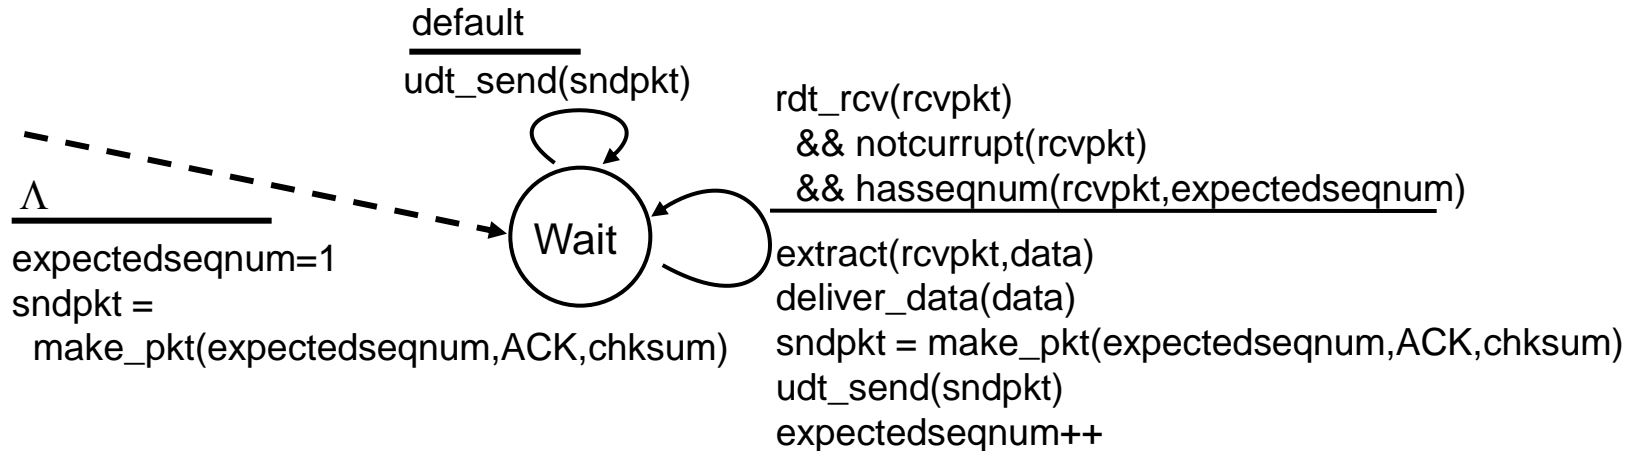 default
udt_send(sndpkt)
rdt_rcv(rcvpkt)
&& notcurrupt(rcvpkt)
&& hasseqnum(rcvpkt,expectedseqnum)
Λ
Wait
expectedseqnum=1
sndpkt =
make_pkt(expectedseqnum,ACK,chksum)
extract(rcvpkt,data)
deliver_data(data)
sndpkt = make_pkt(expectedseqnum,ACK,chksum)
udt_send(sndpkt)
expectedseqnum++